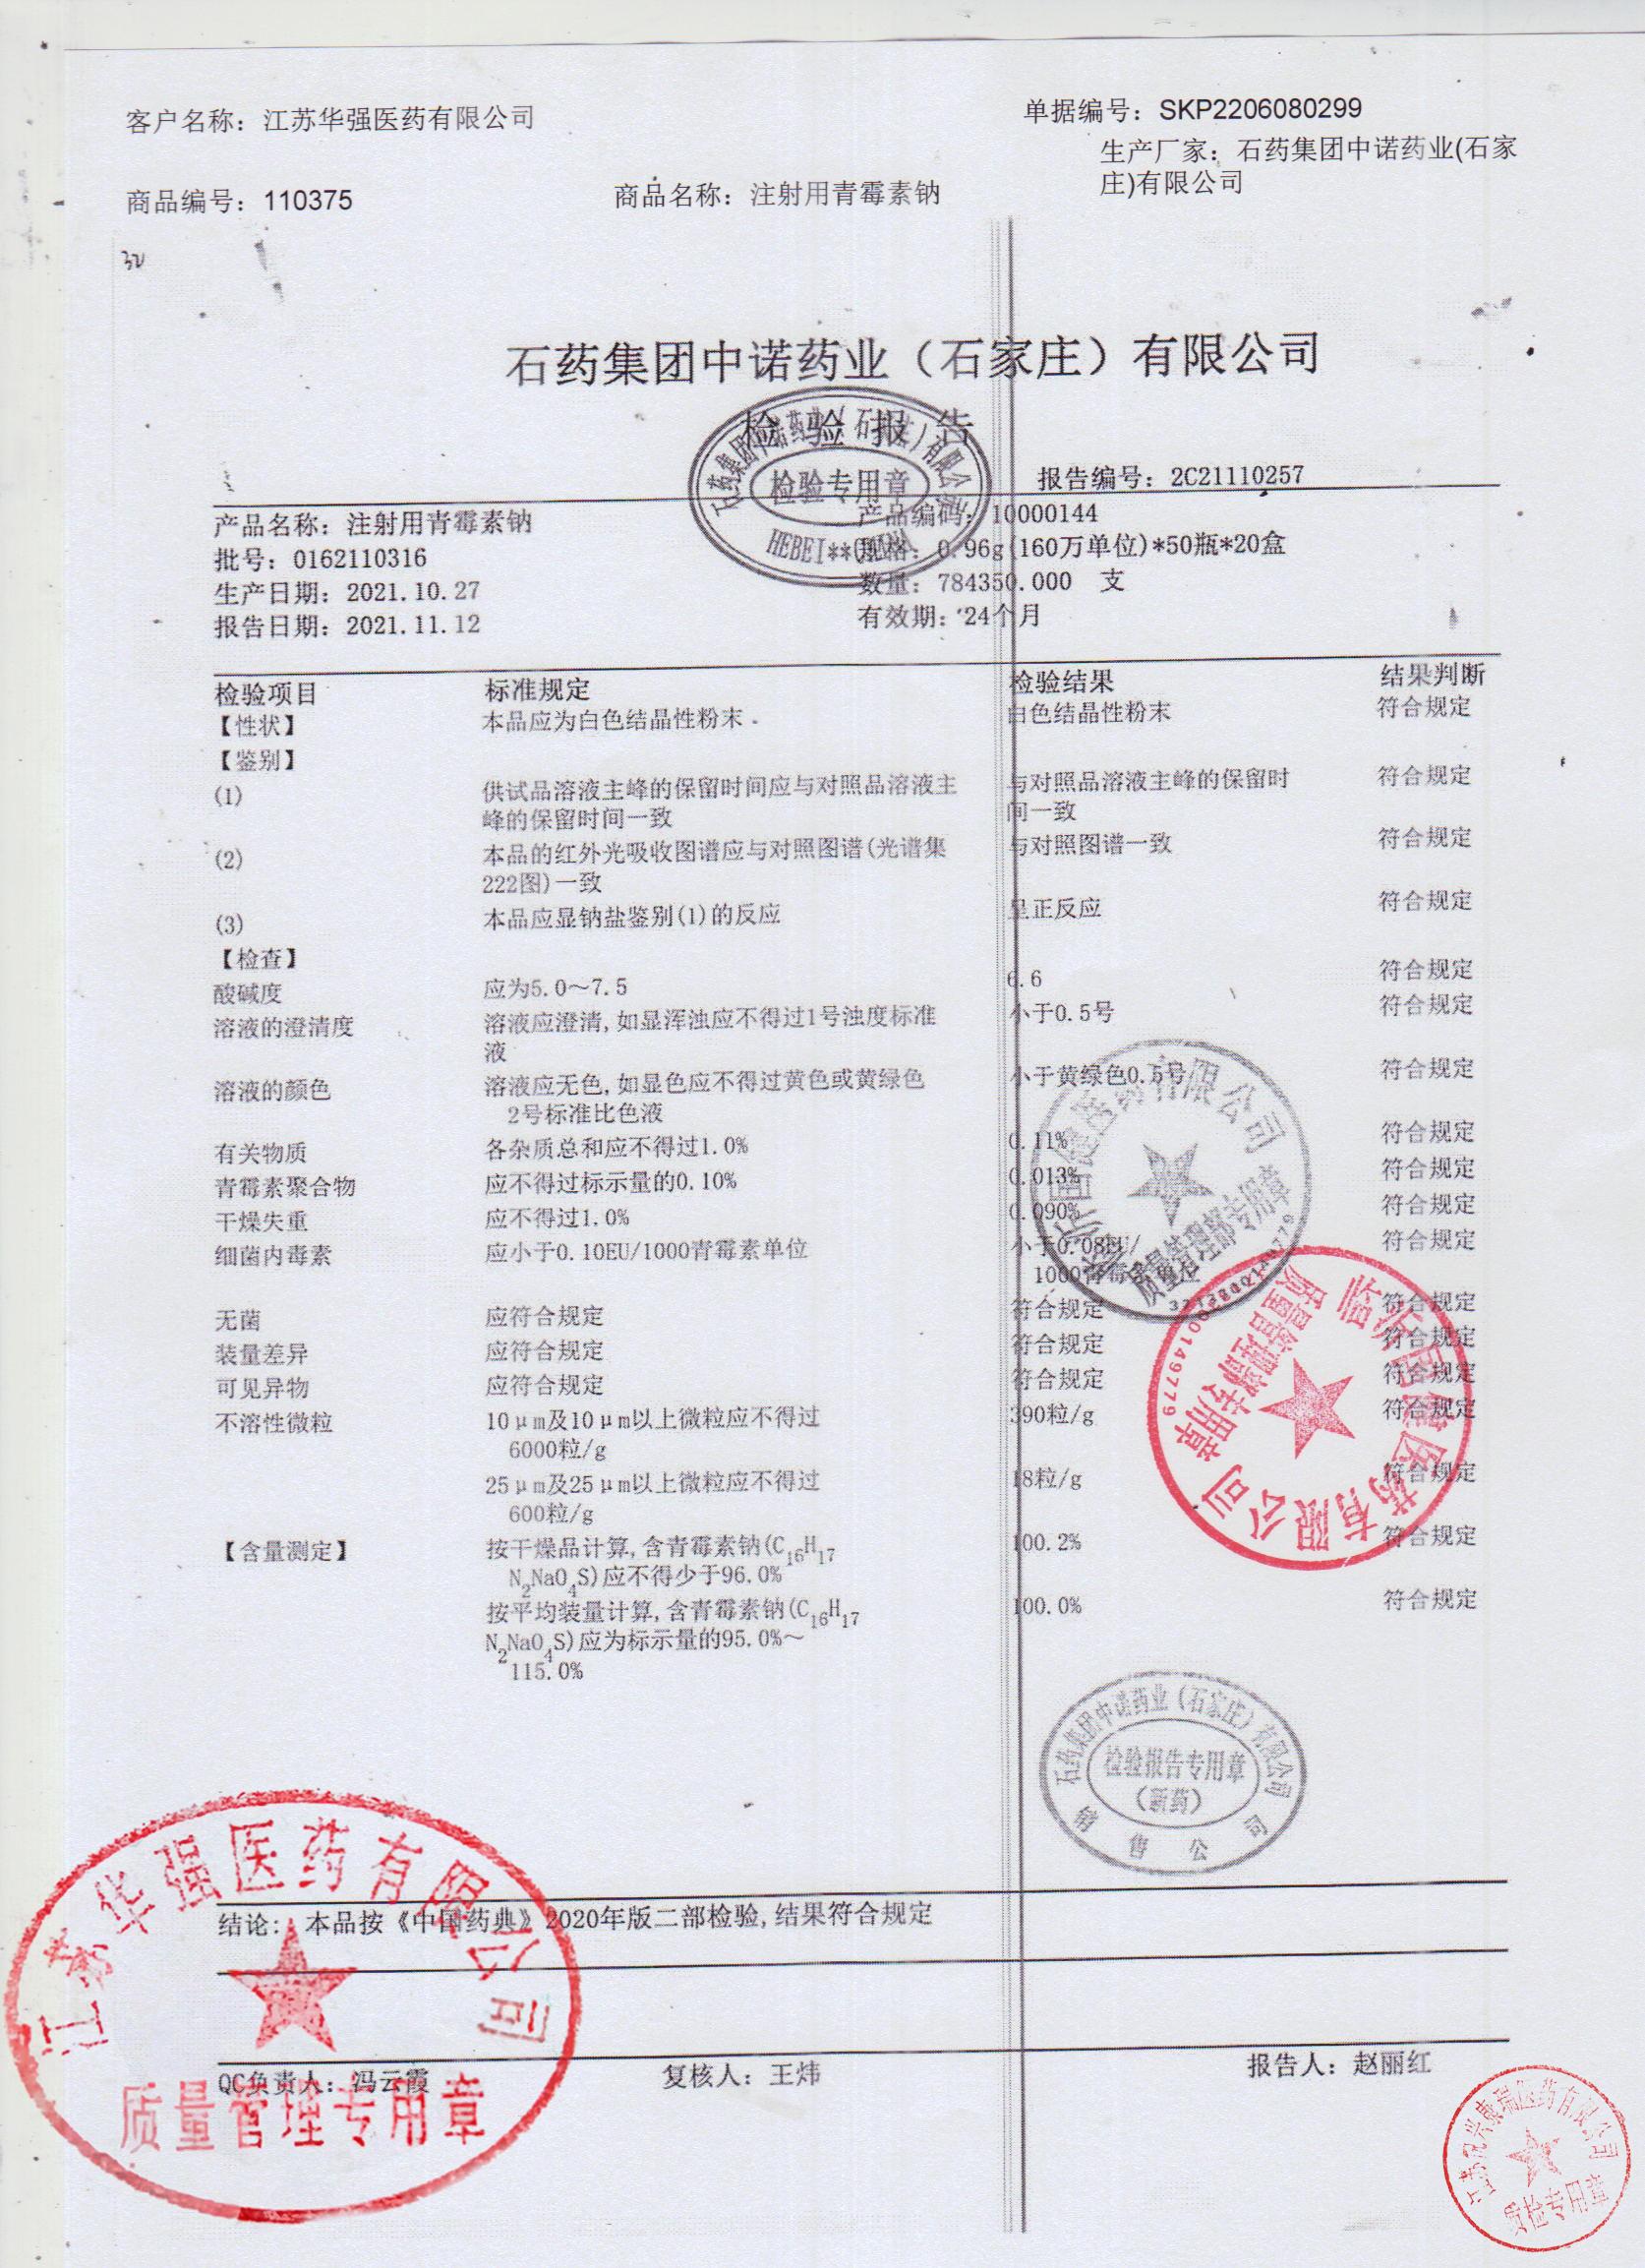 客户名称：江苏华强医药有限公司
单据编号：SKP2206080299
生产厂家：石药集团中诺药业(石家
庄)有限公司
商品编号：110375
商品名称：注射用青霉素钠
石药集团中诺药业（石家庄）有限公司
检验报告
检验专用章
报告编号：2C21110257
产品名称：注射用青霉素钠
产品编码：10000144
批号：0162110316
规格：0.96g(160万单位)*50瓶*20盒
生产日期：2021.10.27
数量：784350.000 支
报告日期：2021.11.12
有效期：24个月
检验项目 标准规定 检验结果 结果判断
【性状】 本品应为白色结晶性粉末 白色结晶性粉末 符合规定
【鉴别】
(1) 供试品溶液主峰的保留时间应与对照品溶液主 与对照品溶液主峰的保留时 符合规定
峰的保留时间一致 间一致
(2) 本品的红外光吸收图谱应与对照图谱(光谱集 与对照图谱一致 符合规定
222图)一致
(3) 本品应显钠盐鉴别(1)的反应 呈正反应 符合规定
【检查】
酸碱度 应为5.0～7.5 6.6 符合规定
溶液的澄清度 溶液应澄清,如显浑浊应不得过1号浊度标准 小于0.5号 符合规定
液
溶液的颜色 溶液应无色,如显色应不得过黄色或黄绿色 小于黄绿色0.5号 符合规定
2号标准比色液
有关物质 各杂质总和应不得过1.0% 0.11% 符合规定
青霉素聚合物 应不得过标示量的0.10% 0.013% 符合规定
干燥失重 应不得过1.0% 0.090% 符合规定
细菌内毒素 应小于0.10EU/1000青霉素单位 小于0.08EU/ 符合规定
1000青霉素单位
无菌 应符合规定 符合规定 符合规定
装量差异 应符合规定 符合规定 符合规定
可见异物 应符合规定 符合规定 符合规定
不溶性微粒 10μm及10μm以上微粒应不得过 390粒/g 符合规定
6000粒/g
25μm及25μm以上微粒应不得过 18粒/g 符合规定
600粒/g
【含量测定】 按干燥品计算,含青霉素钠(C16H17 100.2% 符合规定
N2NaO4S)应不得少于96.0%
按平均装量计算,含青霉素钠(C16H17 100.0% 符合规定
N2NaO4S)应为标示量的95.0%～
115.0%
国健医药有限公司
质量管理部专用章
石药集团中诺药业（石家庄）有限公司
检验报告专用章
（新药）
销售公司
江苏华强医药有限公司
质量管理专用章
结论：本品按《中国药典》2020年版二部检验,结果符合规定
QC负责人：冯云霞 复核人：王炜 报告人：赵丽红